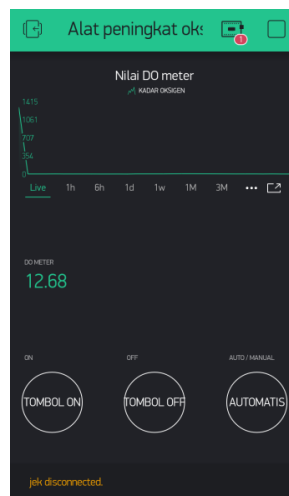 Alat peningkat oks
1
Nilai DO meter
KADAR OKSIGEN
1415
1061
707
354
0
Live 1h 6h 1d 1w 1M 3M
DO METER
12.68
ON OFF AUTO / MANUAL
TOMBOL ON TOMBOL OFF AUTOMATIS
jek disconnected.